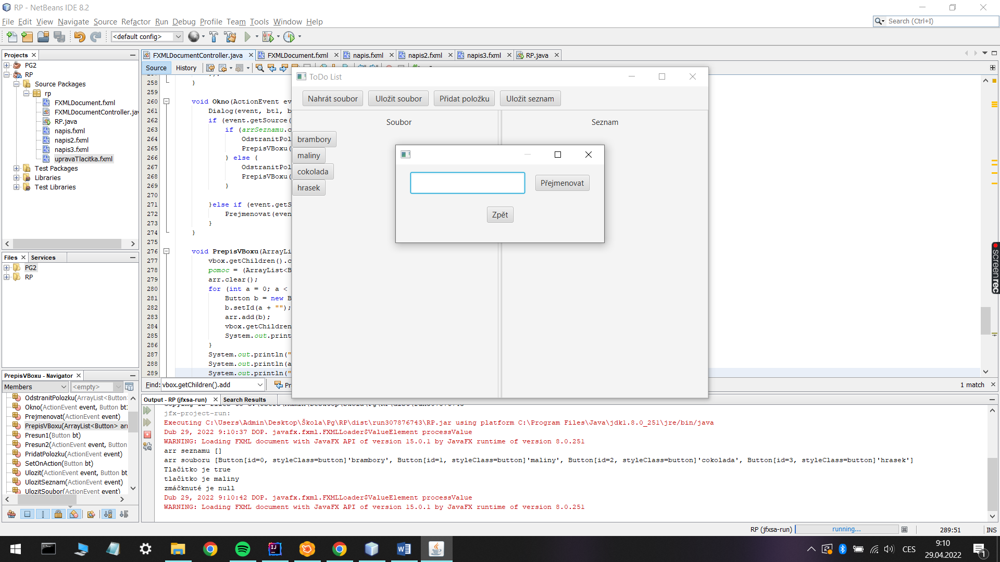 RP - NetBeans IDE 8.2
File Edit View Navigate Source Refactor Run Debug Profile Team Tools Window Help
Search (Ctrl+I)
<default config>
Projects
FXMLDocumentController.java FXMLDocument.fxml napis.fxml napis2.fxml napis3.fxml RP.java
Source History
PG2
RP
Source Packages
rp
FXMLDocument.fxml
FXMLDocumentController.jav
RP.java
napis.fxml
napis2.fxml
napis3.fxml
upravaTlacitka.fxml
Test Packages
Libraries
Test Libraries
Files Services
PG2
RP
258 }
259
260 void Okno(ActionEvent ev
261 Dialog(event, bt1, b
262 if (event.getSource(
263 if (arrSeznamu.c
264 OdstranitPol
265 PrepisVBoxu(
266 } else {
267 OdstranitPol
268 PrepisVBoxu(
269 }
270
271 }else if (event.getS
272 Prejmenovat(even
273 }
274 }
275
276 void PrepisVBoxu(ArrayLi
277 vbox.getChildren().c
278 pomoc = (ArrayList<B
279 arr.clear();
280 for (int a = 0; a <
281 Button b = new B
282 b.setId(a + "");
283 arr.add(b);
284 vbox.getChildren
285 System.out.print
286 }
287 System.out.println("
288 System.out.println(a
289 System.out.println("
Find: vbox.getChildren().add
Pr
1 match
ToDo List
Nahrát soubor Uložit soubor Přidat položku Uložit seznam
Soubor Seznam
brambory
maliny
cokolada
hrasek
Přejmenovat
Zpět
PrepisVBoxu - Navigator
Members <empty>
OdstranitPolozku(ArrayList<Button>
Okno(ActionEvent event, Button bt1
Prejmenovat(ActionEvent event)
PrepisVBoxu(ArrayList<Button> arr
Presun1(Button bt)
Presun2(ActionEvent event, Button
PridatPolozku(ActionEvent event)
SetOnAction(Button bt)
Ulozit(ActionEvent event, Button bt
UlozitSeznam(ActionEvent event)
UlozitSoubor(ActionEvent event)
Output - RP (jfxsa-run) Search Results
jfx-project-run:
Executing C:\Users\Admin\Desktop\Škola\Pg\RP\dist\run307876743\RP.jar using platform C:\Program Files\Java\jdk1.8.0_251\jre/bin/java
Dub 29, 2022 9:10:37 DOP. javafx.fxml.FXMLLoader$ValueElement processValue
WARNING: Loading FXML document with JavaFX API of version 15.0.1 by JavaFX runtime of version 8.0.251
arr seznamu []
arr souboru [Button[id=0, styleClass=button]'brambory', Button[id=1, styleClass=button]'maliny', Button[id=2, styleClass=button]'cokolada', Button[id=3, styleClass=button]'hrasek']
Tlačítko je true
tlačítko je maliny
zmáčknuté je null
Dub 29, 2022 9:10:42 DOP. javafx.fxml.FXMLLoader$ValueElement processValue
WARNING: Loading FXML document with JavaFX API of version 15.0.1 by JavaFX runtime of version 8.0.251
RP (jfxsa-run) running... 289:51 INS
screenrec
CES
9:10
29.04.2022
1